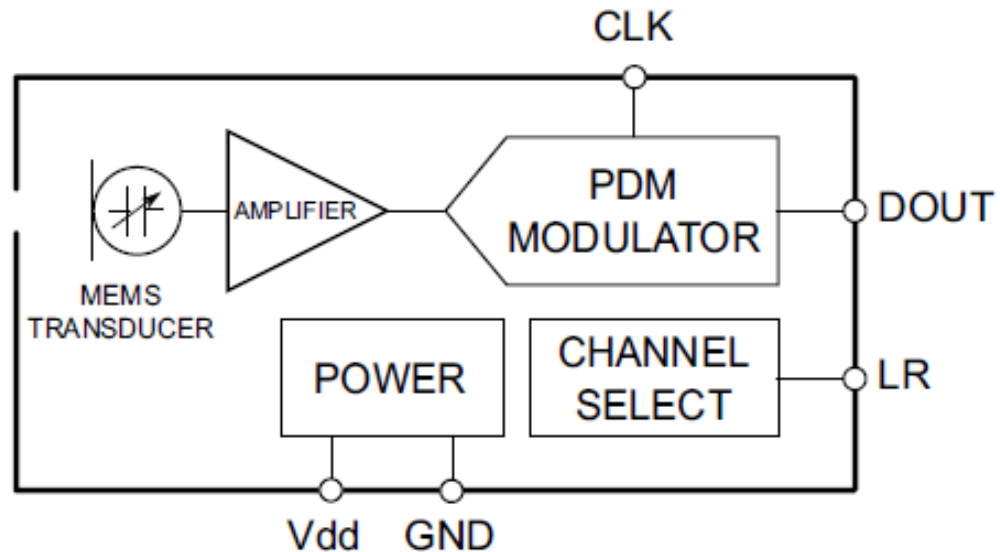 CLK
AMPLIFIER
PDM
MODULATOR
DOUT
MEMS
TRANSDUCER
POWER
CHANNEL
SELECT
LR
Vdd
GND